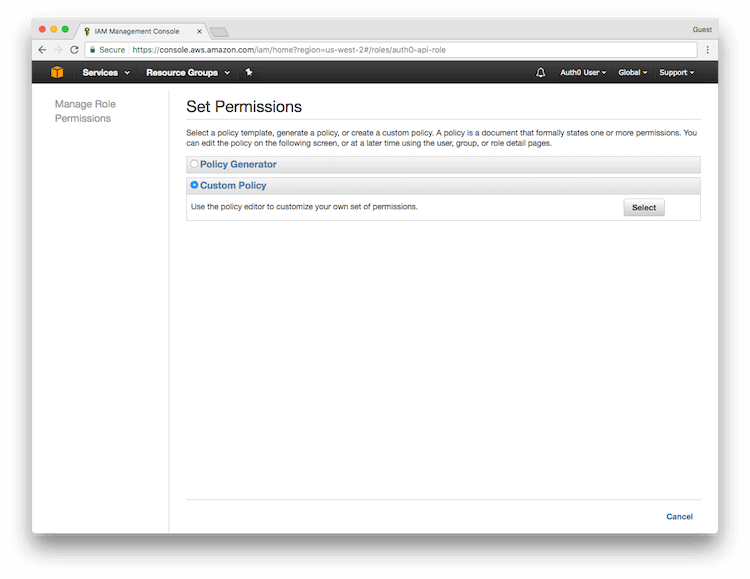 IAM Management Console
Guest
Secure https://console.aws.amazon.com/iam/home?region=us-west-2#/roles/auth0-api-role
Services Resource Groups Auth0 User Global Support
Manage Role
Permissions
Set Permissions
Select a policy template, generate a policy, or create a custom policy. A policy is a document that formally states one or more permissions. You
can edit the policy on the following screen, or at a later time using the user, group, or role detail pages.
Policy Generator
Custom Policy
Use the policy editor to customize your own set of permissions.
Select
Cancel